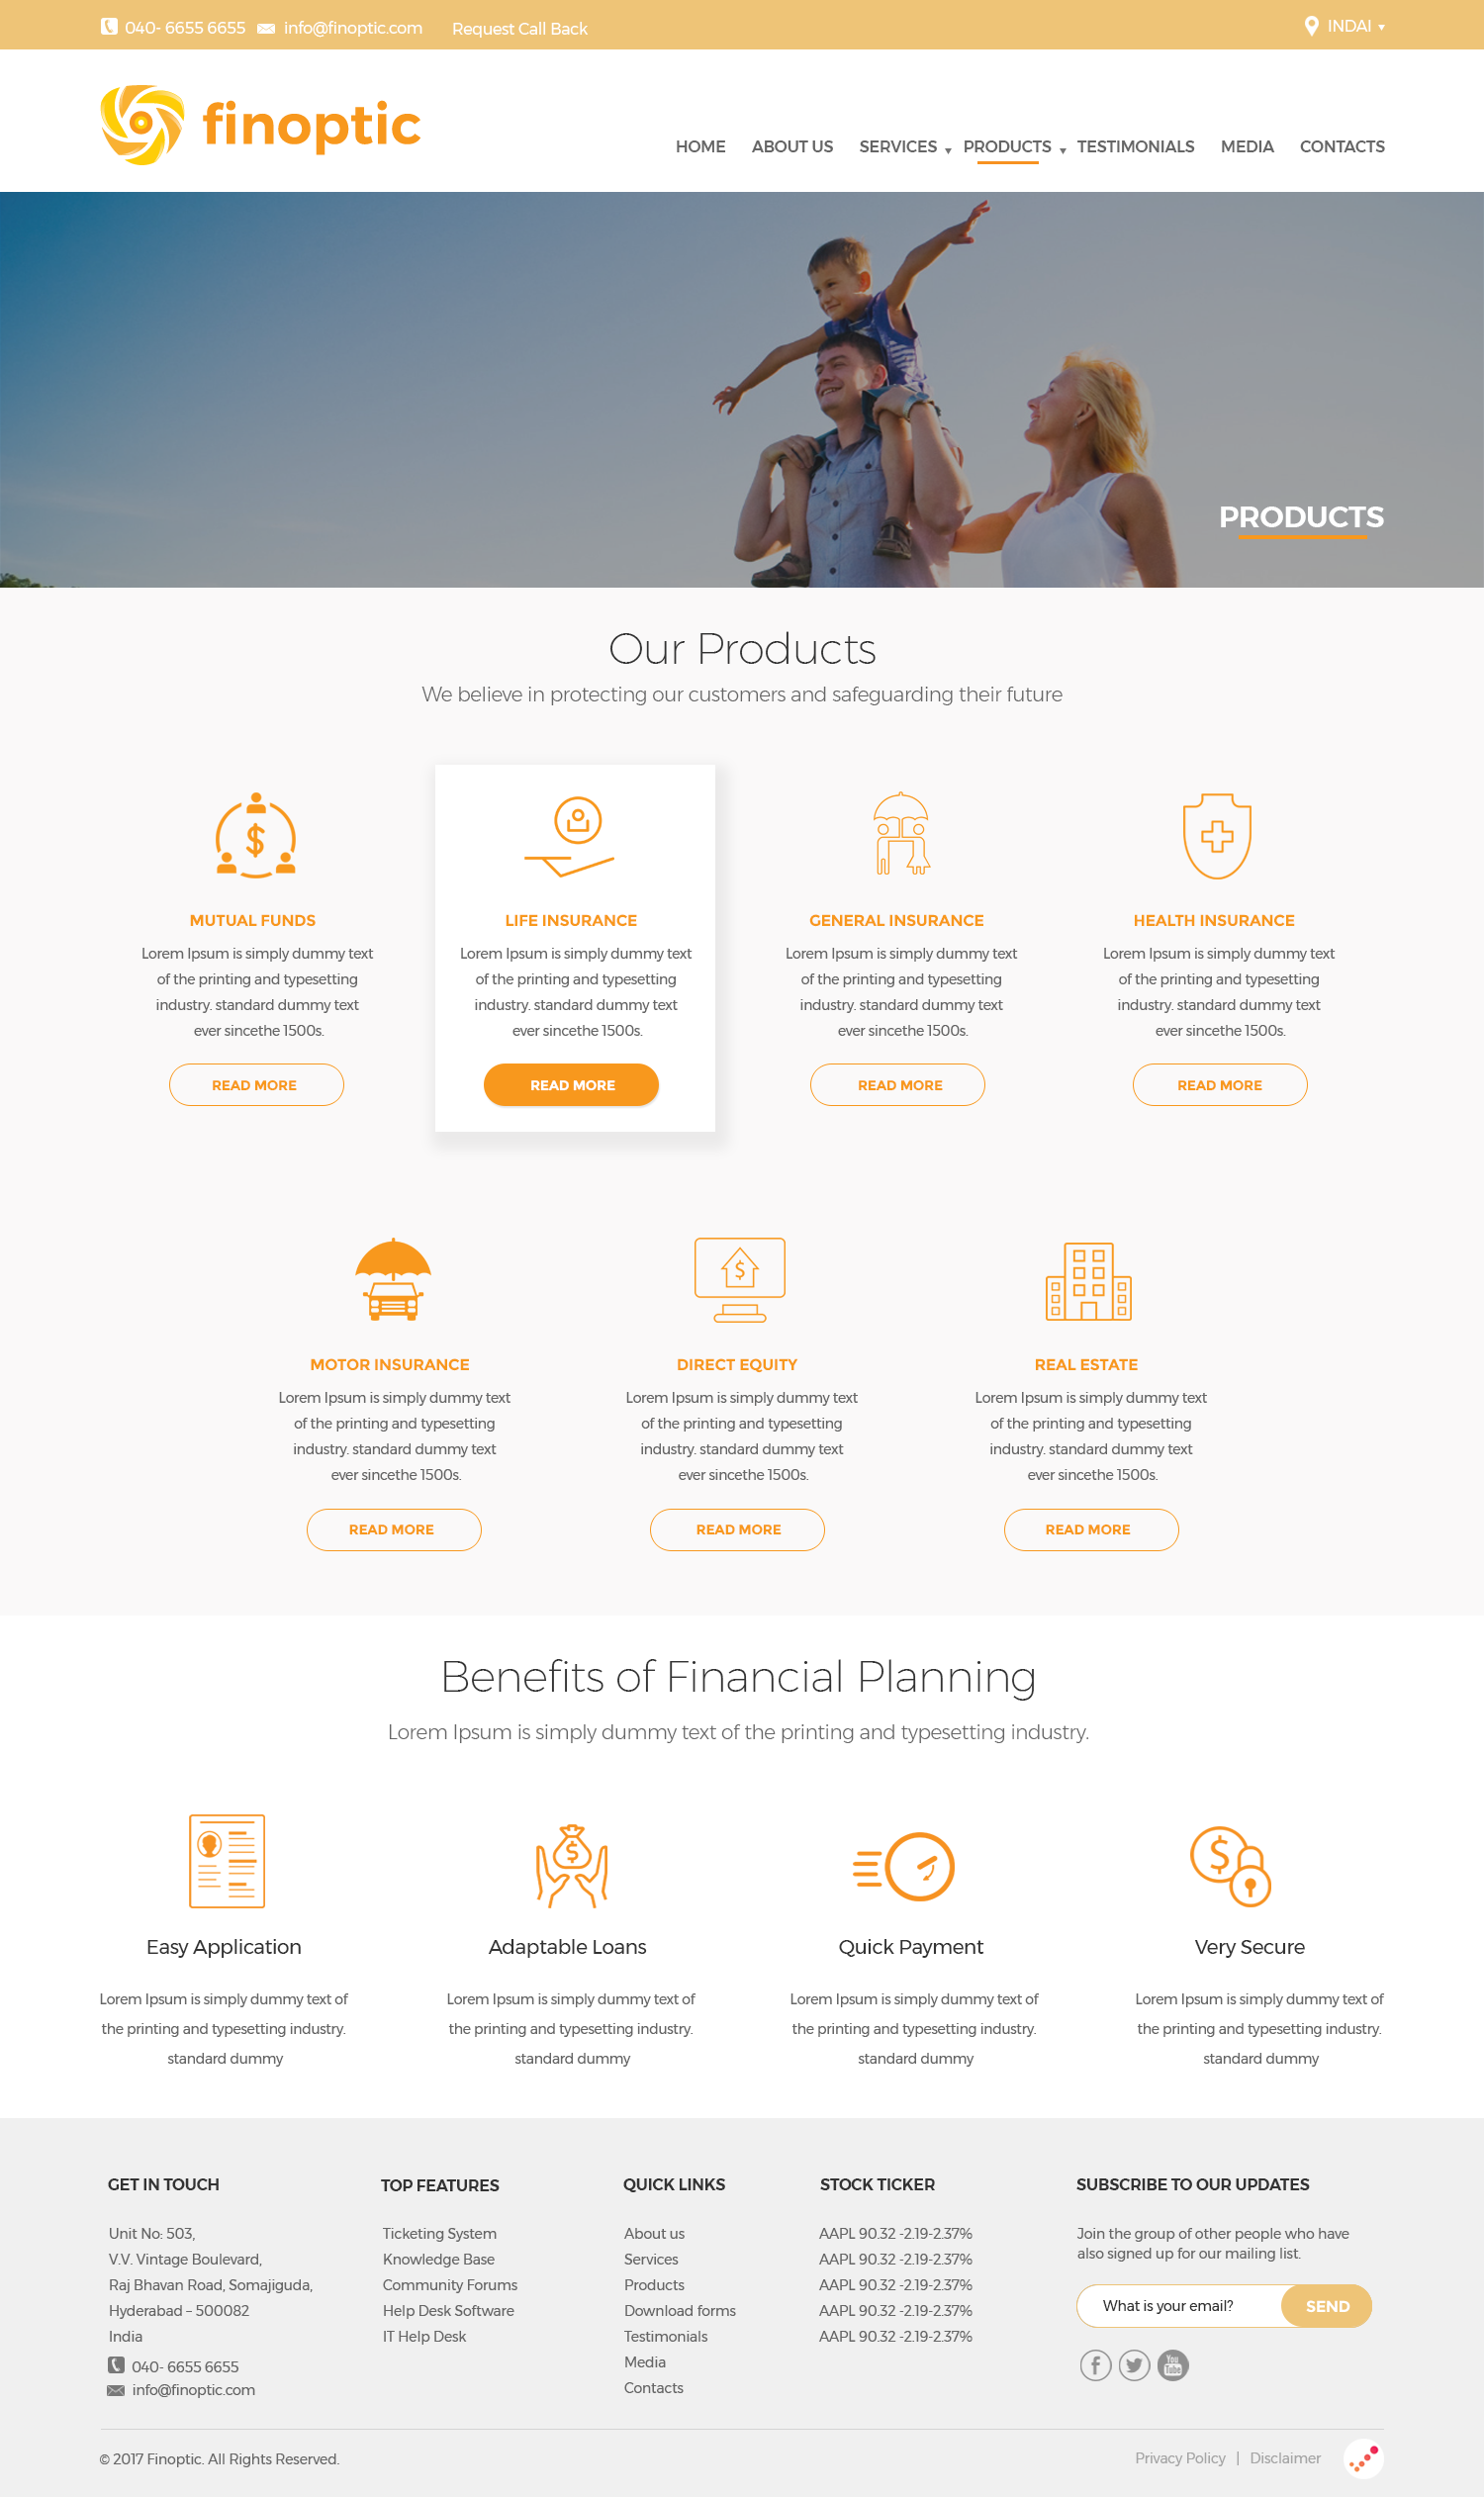 040- 6655 6655 info@finoptic.com Request Call Back INDAI
finoptic
HOME ABOUT US SERVICES PRODUCTS TESTIMONIALS MEDIA CONTACTS
PRODUCTS
Our Products
We believe in protecting our customers and safeguarding their future
MUTUAL FUNDS
Lorem Ipsum is simply dummy text
of the printing and typesetting
industry. standard dummy text
ever sincethe 1500s.
READ MORE
LIFE INSURANCE
Lorem Ipsum is simply dummy text
of the printing and typesetting
industry. standard dummy text
ever sincethe 1500s.
READ MORE
GENERAL INSURANCE
Lorem Ipsum is simply dummy text
of the printing and typesetting
industry. standard dummy text
ever sincethe 1500s.
READ MORE
HEALTH INSURANCE
Lorem Ipsum is simply dummy text
of the printing and typesetting
industry. standard dummy text
ever sincethe 1500s.
READ MORE
MOTOR INSURANCE
Lorem Ipsum is simply dummy text
of the printing and typesetting
industry. standard dummy text
ever sincethe 1500s.
READ MORE
DIRECT EQUITY
Lorem Ipsum is simply dummy text
of the printing and typesetting
industry. standard dummy text
ever sincethe 1500s.
READ MORE
REAL ESTATE
Lorem Ipsum is simply dummy text
of the printing and typesetting
industry. standard dummy text
ever sincethe 1500s.
READ MORE
Benefits of Financial Planning
Lorem Ipsum is simply dummy text of the printing and typesetting industry.
Easy Application
Lorem Ipsum is simply dummy text of
the printing and typesetting industry.
standard dummy
Adaptable Loans
Lorem Ipsum is simply dummy text of
the printing and typesetting industry.
standard dummy
Quick Payment
Lorem Ipsum is simply dummy text of
the printing and typesetting industry.
standard dummy
Very Secure
Lorem Ipsum is simply dummy text of
the printing and typesetting industry.
standard dummy
GET IN TOUCH
Unit No: 503,
V.V. Vintage Boulevard,
Raj Bhavan Road, Somajiguda,
Hyderabad – 500082
India
040- 6655 6655
info@finoptic.com
TOP FEATURES
Ticketing System
Knowledge Base
Community Forums
Help Desk Software
IT Help Desk
QUICK LINKS
About us
Services
Products
Download forms
Testimonials
Media
Contacts
STOCK TICKER
AAPL 90.32 -2.19-2.37%
AAPL 90.32 -2.19-2.37%
AAPL 90.32 -2.19-2.37%
AAPL 90.32 -2.19-2.37%
AAPL 90.32 -2.19-2.37%
SUBSCRIBE TO OUR UPDATES
Join the group of other people who have
also signed up for our mailing list.
What is your email? SEND
You Tube
© 2017 Finoptic. All Rights Reserved.
Privacy Policy | Disclaimer